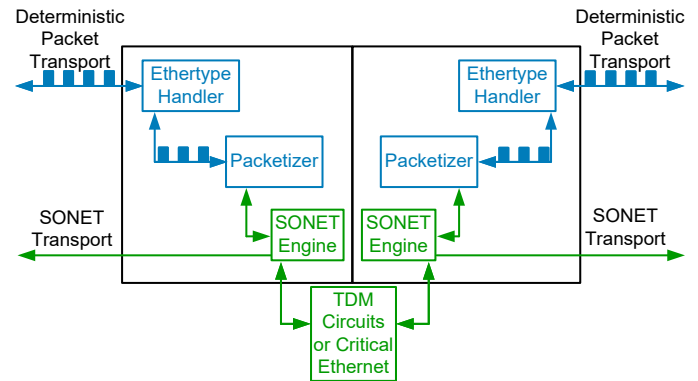 Deterministic
Packet
Transport
Deterministic
Packet
Transport
Ethertype
Handler
Ethertype
Handler
Packetizer
Packetizer
SONET
Transport
SONET
Engine
SONET
Engine
SONET
Transport
TDM
Circuits
or Critical
Ethernet